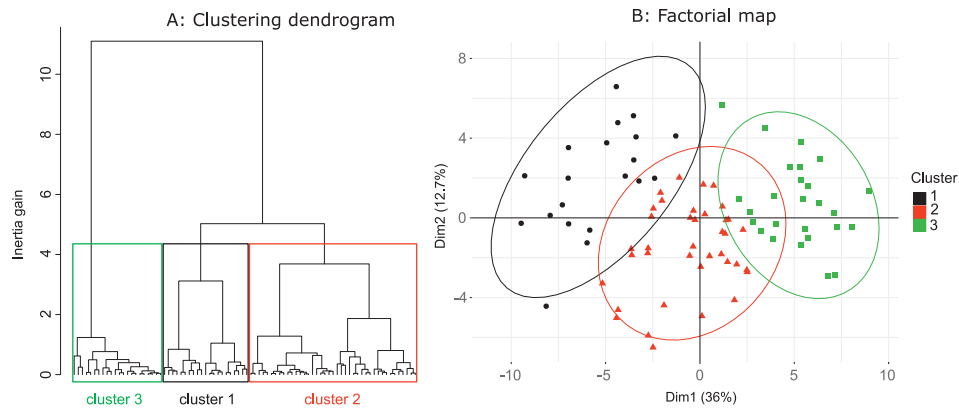 A: Clustering dendrogram
Inertia gain
10
8
6
4
2
0
cluster 3
cluster 1
cluster 2
B: Factorial map
Dim2 (12.7%)
8
4
0
-4
-10
-5
0
5
10
Dim1 (36%)
Cluster
1
2
3